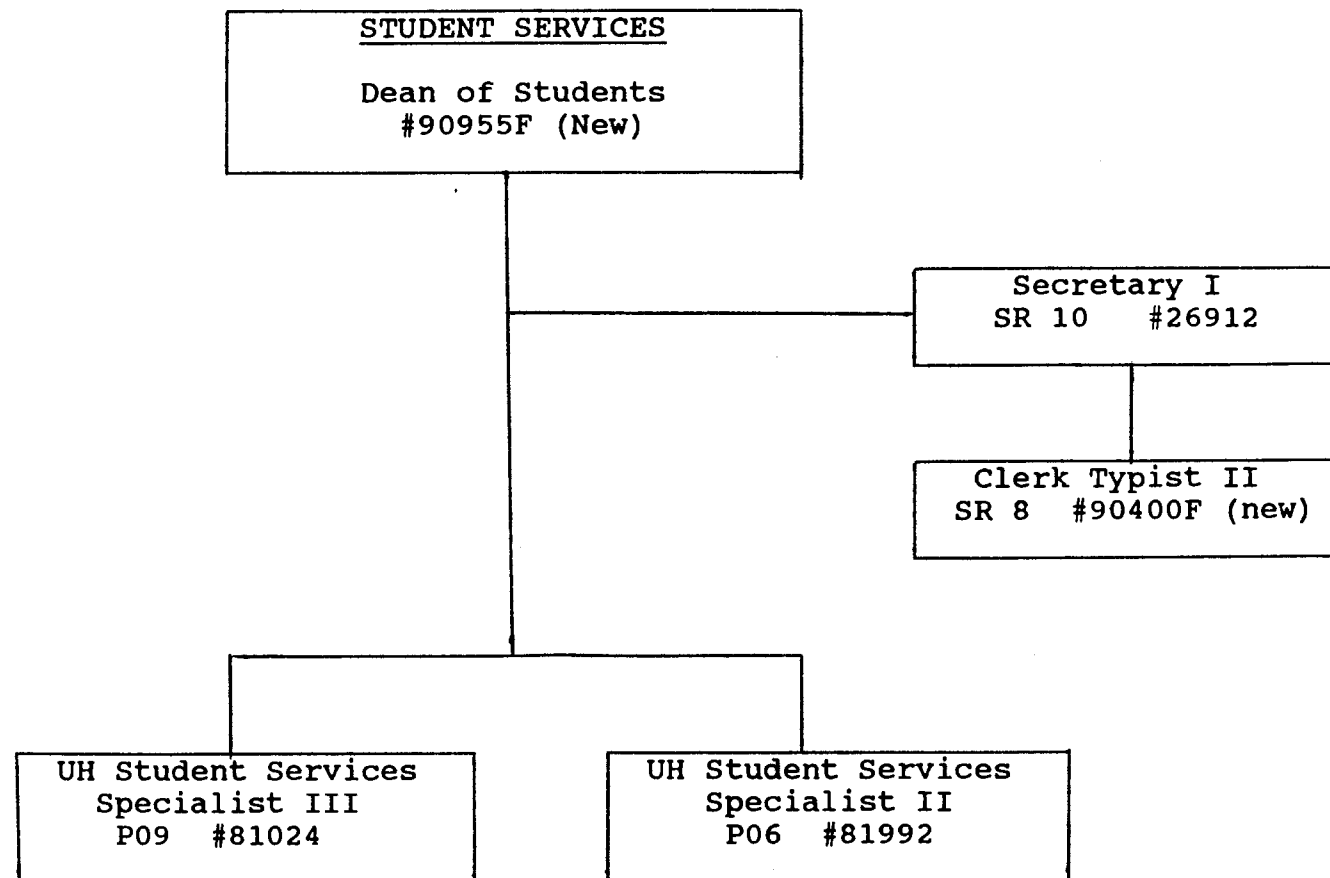 STUDENT SERVICES
Dean of Students
#90955F (New)
Secretary I
SR 10 #26912
Clerk Typist II
SR 8 #90400F (new)
UH Student Services
Specialist III
P09 #81024
UH Student Services
Specialist II
P06 #81992